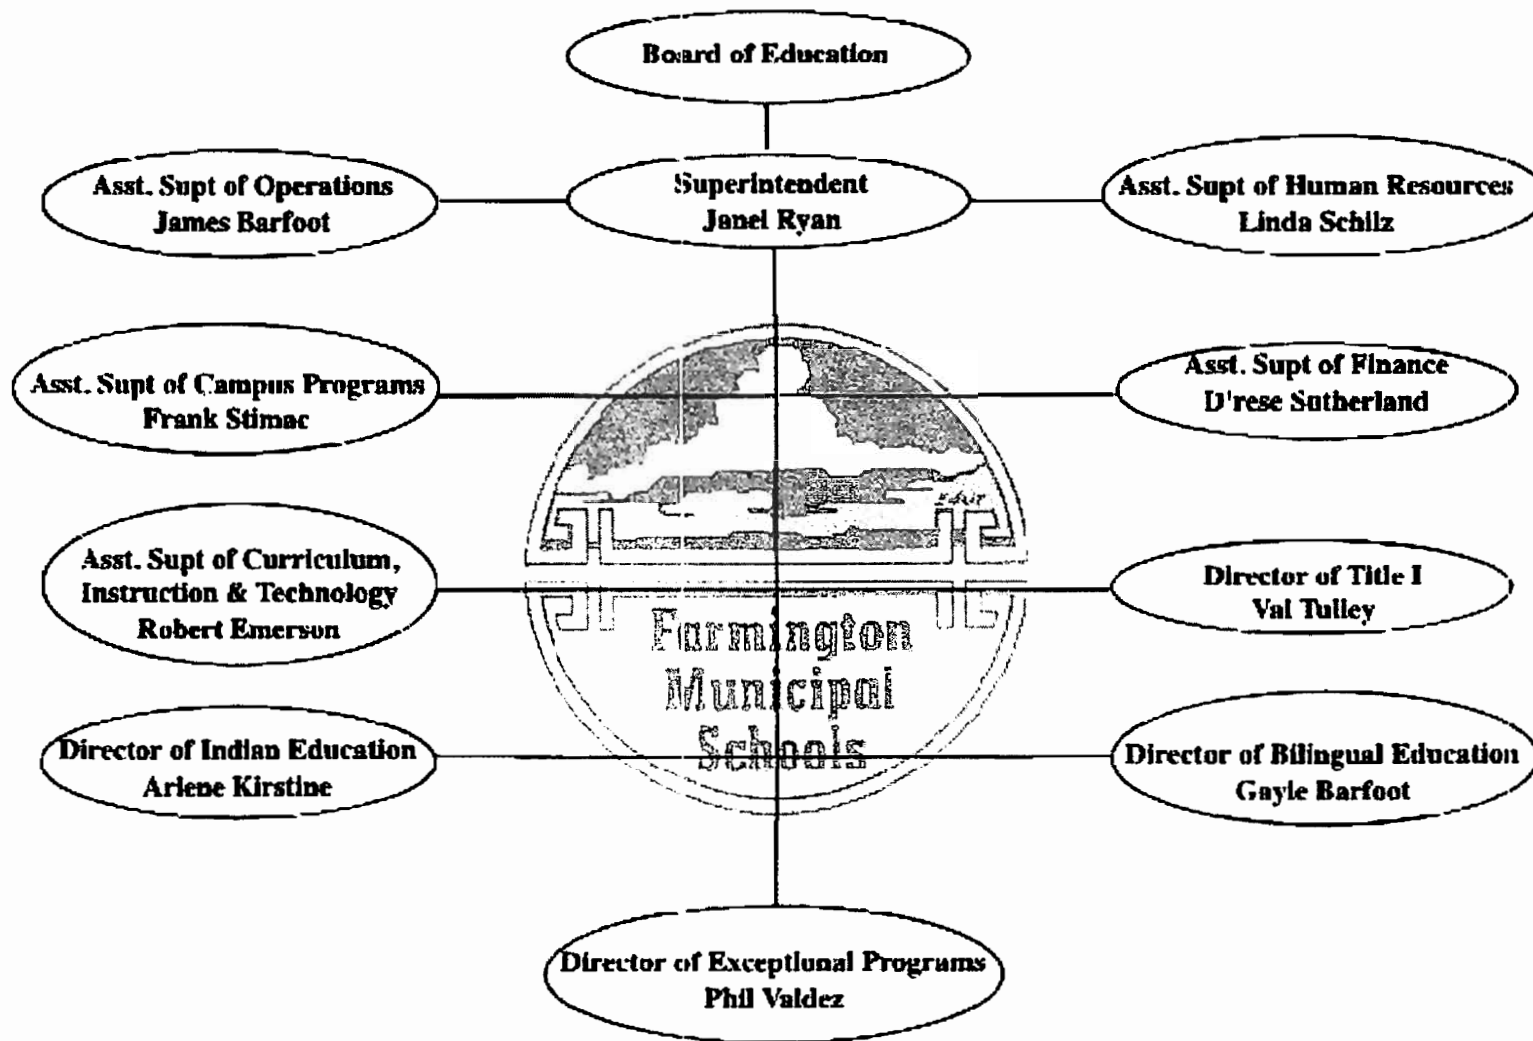 Board of Education
Asst. Supt of Operations
James Barfoot
Superintendent
Janel Ryan
Asst. Supt of Human Resources
Linda Schilz
Asst. Supt of Campus Programs
Frank Stimac
Asst. Supt of Finance
D'rese Sutherland
Asst. Supt of Curriculum,
Instruction & Technology
Robert Emerson
Director of Title I
Val Tulley
Farmington
Municipal
Schools
Director of Indian Education
Arlene Kirstine
Director of Bilingual Education
Gayle Barfoot
Director of Exceptional Programs
Phil Valdez